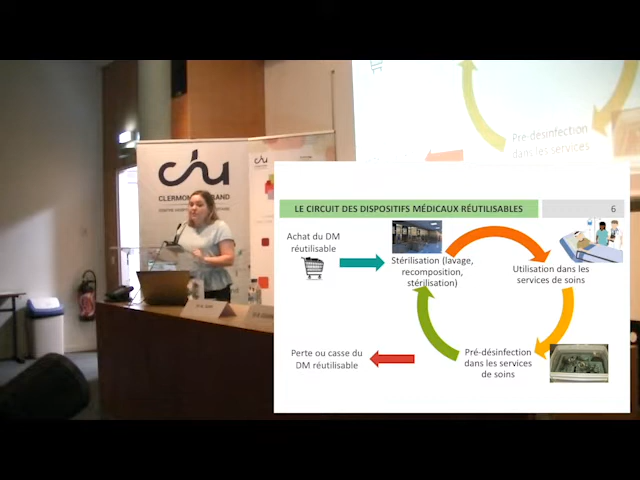 chu
CLERMONT
LE CIRCUIT DES DISPOSITIFS MÉDICAUX RÉUTILISABLES
6
Achat du DM
réutilisable
Stérilisation (lavage,
recomposition,
stérilisation)
Utilisation dans les
services de soins
Pré-désinfection
dans les services
de soins
Perte ou casse du
DM réutilisable
Pré-désinfection
dans les services
chu